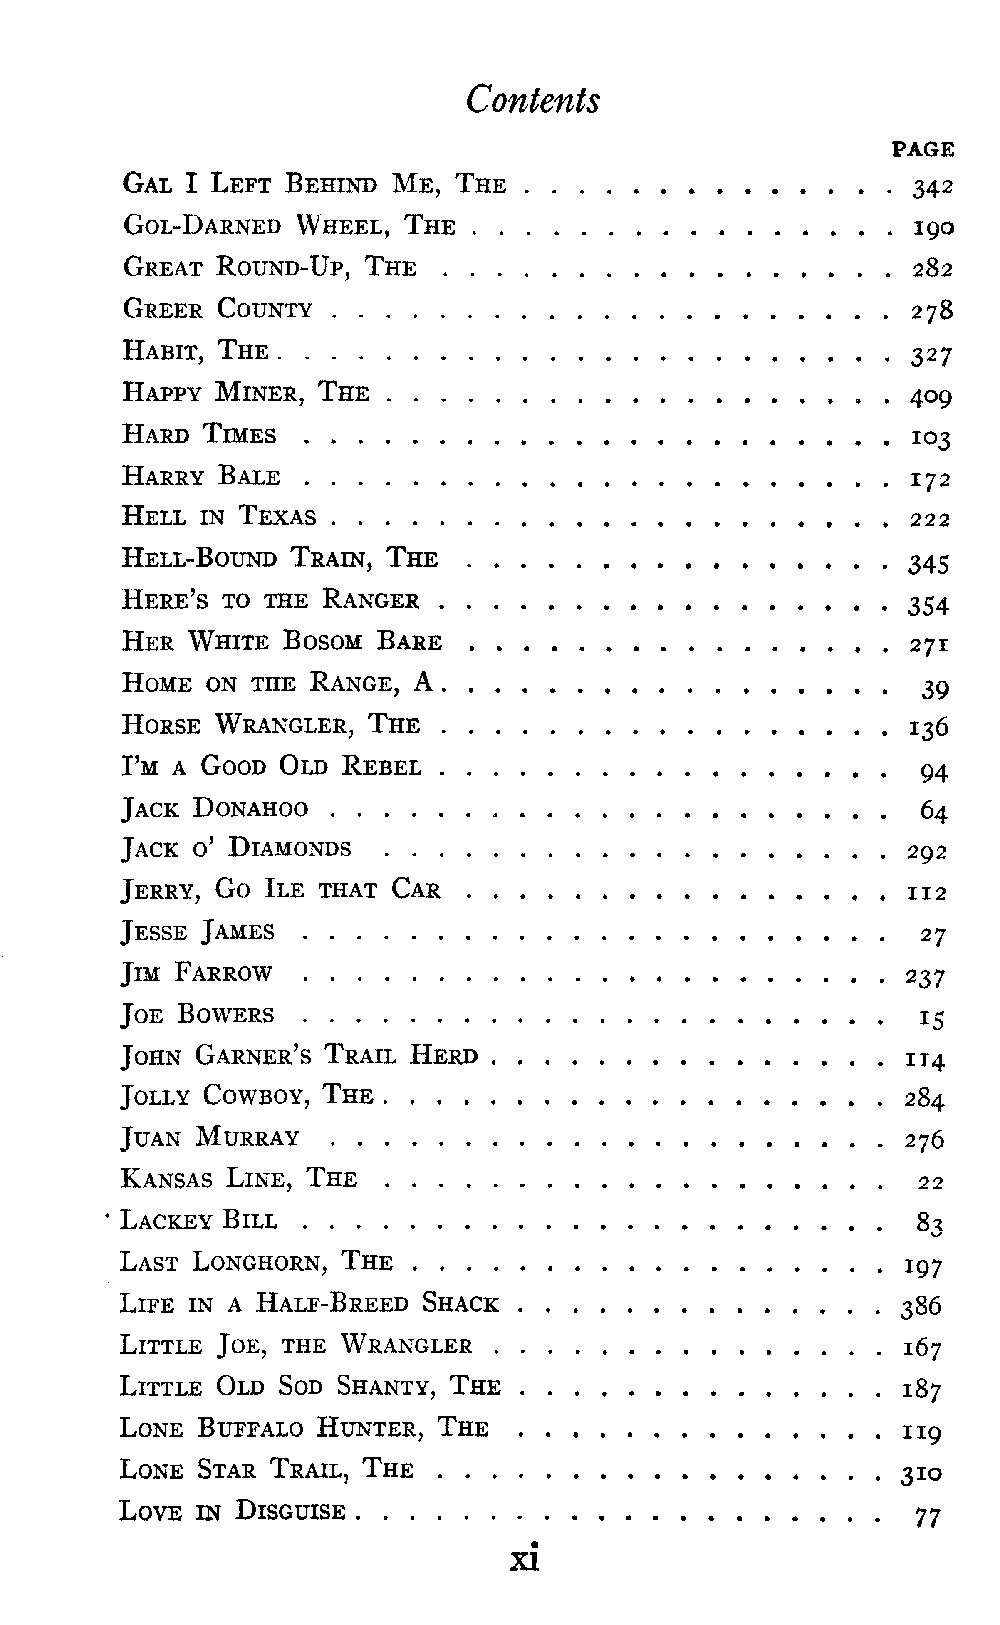 Contents
PAGE
Gal I Left Behind Me, The . . . . . . . . . . . . . . 342
Gol-Darned Wheel, The . . . . . . . . . . . . . . . . 190
Great Round-Up, The . . . . . . . . . . . . . . . . . 282
Greer County . . . . . . . . . . . . . . . . . . . . . 278
Habit, The . . . . . . . . . . . . . . . . . . . . . . . 327
Happy Miner, The . . . . . . . . . . . . . . . . . . . 409
Hard Times . . . . . . . . . . . . . . . . . . . . . . 103
Harry Bale . . . . . . . . . . . . . . . . . . . . . . 172
Hell in Texas . . . . . . . . . . . . . . . . . . . . . 222
Hell-Bound Train, The . . . . . . . . . . . . . . . . 345
Here's to the Ranger . . . . . . . . . . . . . . . . . 354
Her White Bosom Bare . . . . . . . . . . . . . . . . 271
Home on the Range, A . . . . . . . . . . . . . . . . . 39
Horse Wrangler, The . . . . . . . . . . . . . . . . . 136
I'm a Good Old Rebel . . . . . . . . . . . . . . . . . 94
Jack Donahoo . . . . . . . . . . . . . . . . . . . . . 64
Jack o' Diamonds . . . . . . . . . . . . . . . . . . . 292
Jerry, Go Ile that Car . . . . . . . . . . . . . . . . 112
Jesse James . . . . . . . . . . . . . . . . . . . . . . 27
Jim Farrow . . . . . . . . . . . . . . . . . . . . . . 237
Joe Bowers . . . . . . . . . . . . . . . . . . . . . . 15
John Garner's Trail Herd . . . . . . . . . . . . . . . 114
Jolly Cowboy, The . . . . . . . . . . . . . . . . . . . 284
Juan Murray . . . . . . . . . . . . . . . . . . . . . 276
Kansas Line, The . . . . . . . . . . . . . . . . . . . 22
Lackey Bill . . . . . . . . . . . . . . . . . . . . . . 83
Last Longhorn, The . . . . . . . . . . . . . . . . . . 197
Life in a Half-Breed Shack . . . . . . . . . . . . . . 386
Little Joe, the Wrangler . . . . . . . . . . . . . . . 167
Little Old Sod Shanty, The . . . . . . . . . . . . . . 187
Lone Buffalo Hunter, The . . . . . . . . . . . . . . 119
Lone Star Trail, The . . . . . . . . . . . . . . . . . 310
Love in Disguise . . . . . . . . . . . . . . . . . . . . 77
xi